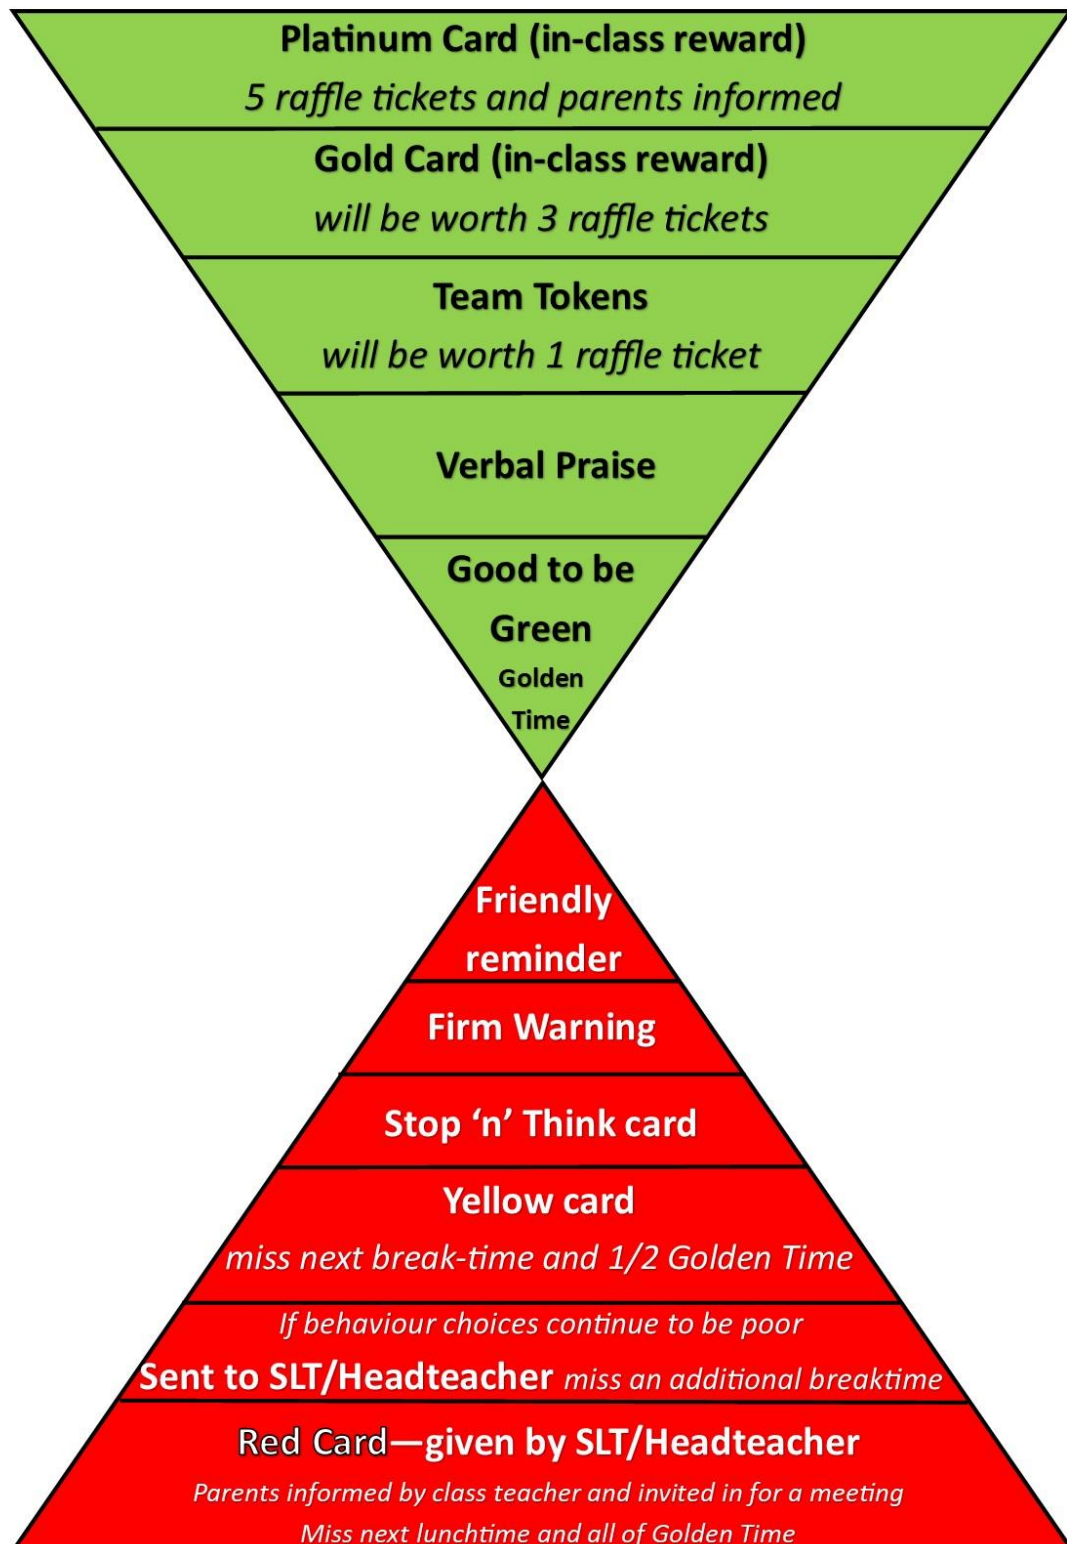 Platinum Card (in-class reward)
5 raffle tickets and parents informed
Gold Card (in-class reward)
will be worth 3 raffle tickets
Team Tokens
will be worth 1 raffle ticket
Verbal Praise
Good to be
Green
Golden
Time
Friendly
reminder
Firm Warning
Stop ‘n’ Think card
Yellow card
miss next break-time and 1/2 Golden Time
If behaviour choices continue to be poor
Sent to SLT/Headteacher miss an additional breaktime
Red Card—given by SLT/Headteacher
Parents informed by class teacher and invited in for a meeting
Miss next lunchtime and all of Golden Time